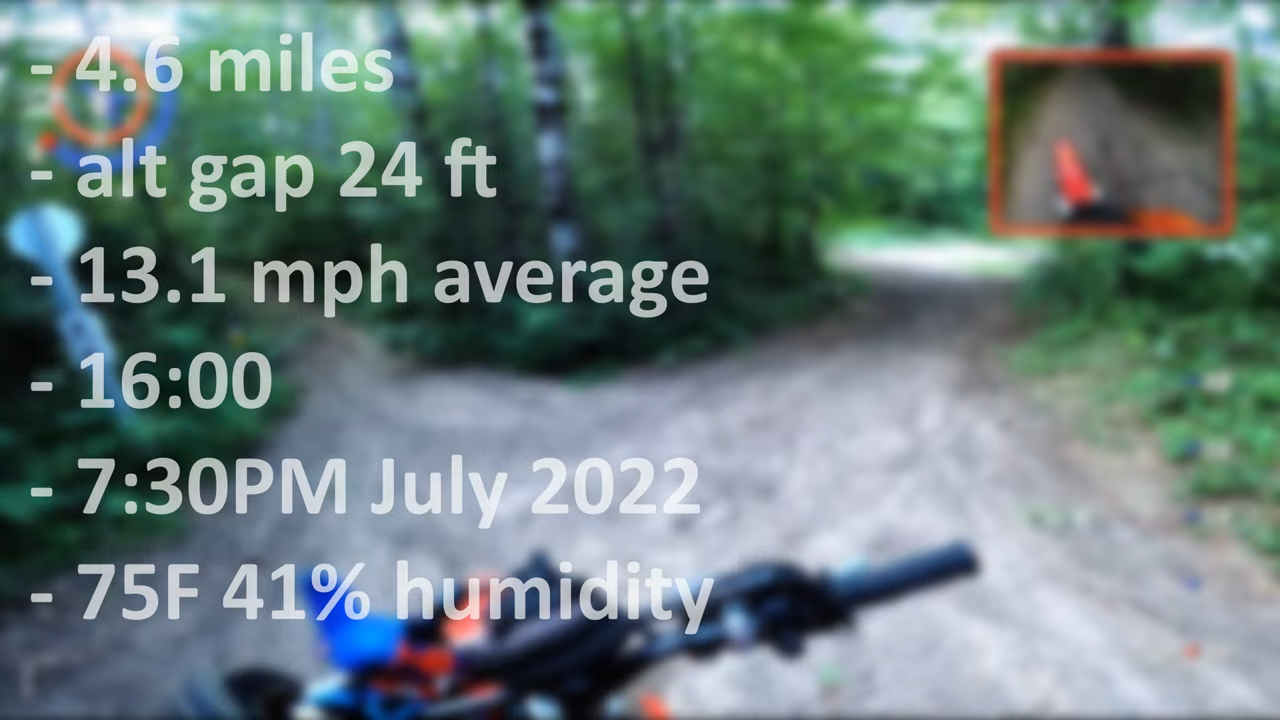 - 4.6 miles
- alt gap 24 ft
- 13.1 mph average
- 16:00
- 7:30PM July 2022
- 75F 41% humidity